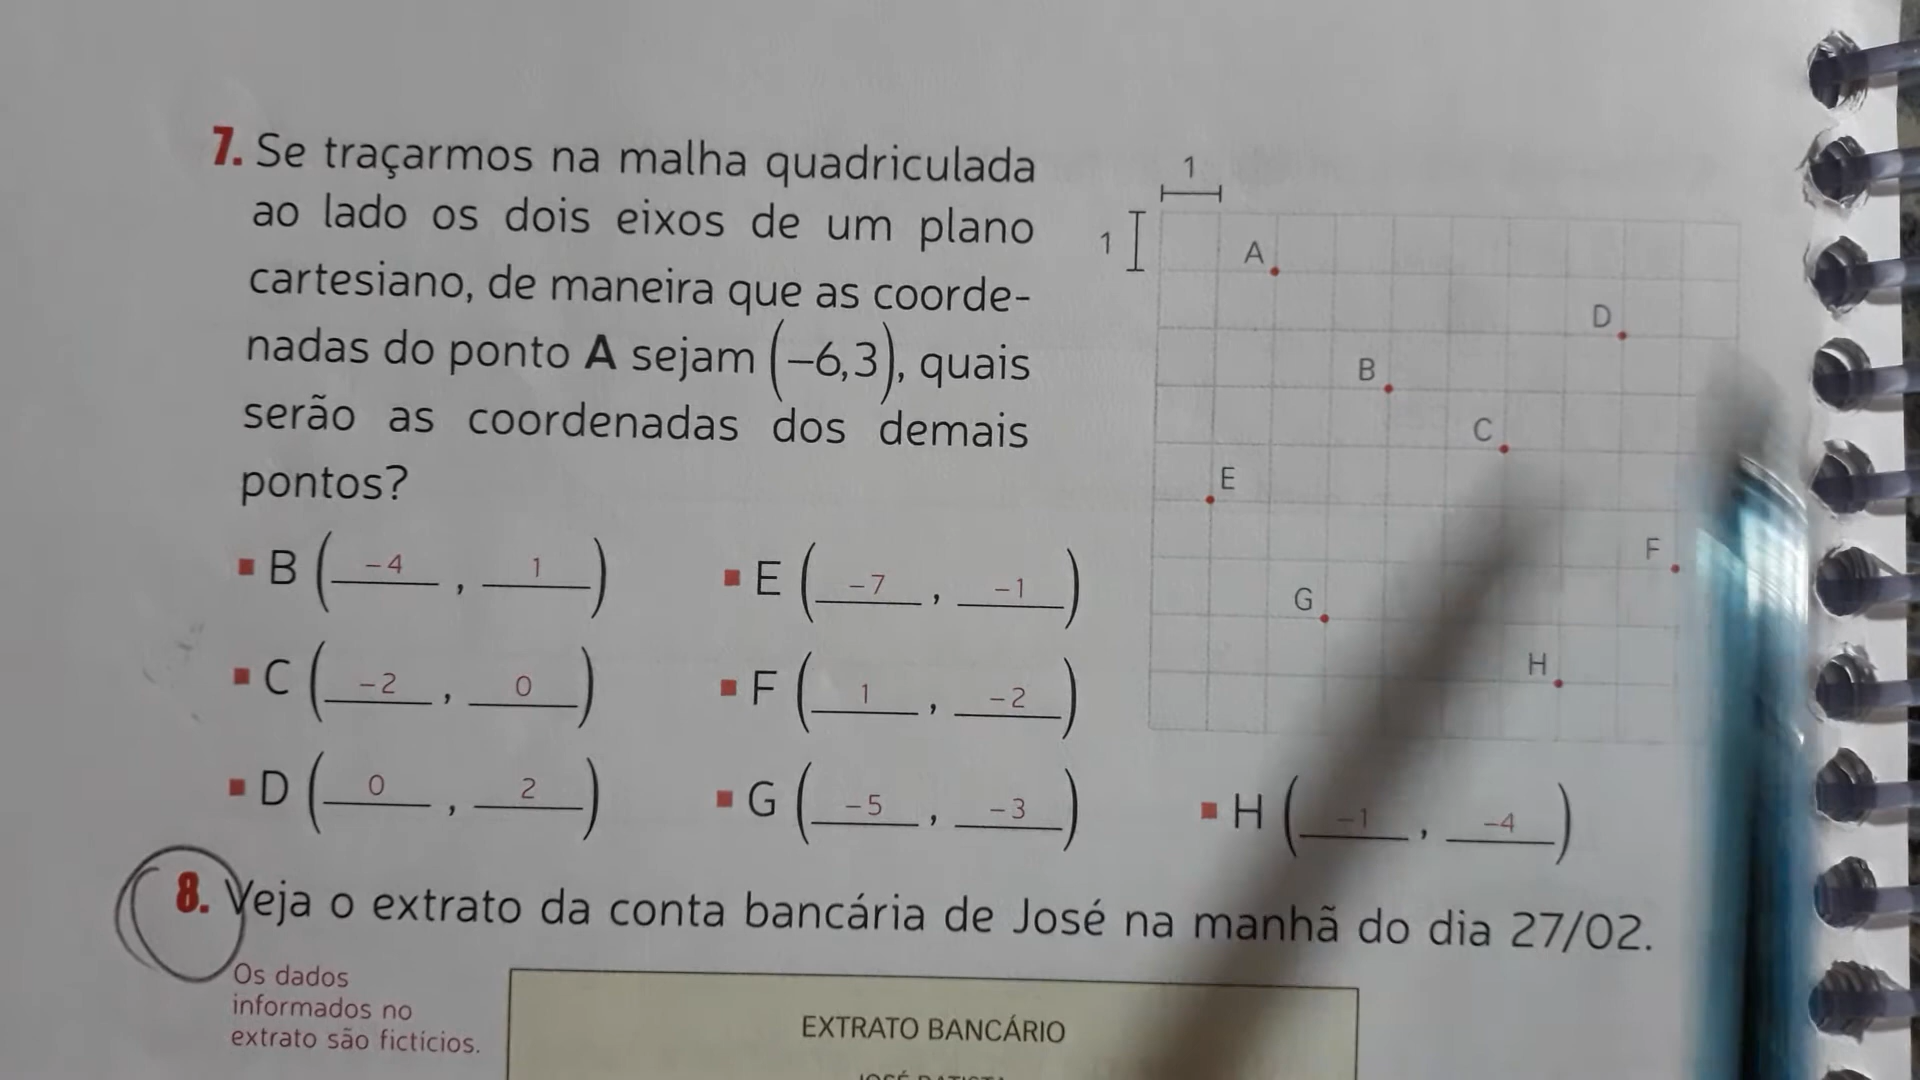 7. Se traçarmos na malha quadriculada
ao lado os dois eixos de um plano
cartesiano, de maneira que as coorde-
nadas do ponto A sejam (–6,3), quais
serão as coordenadas dos demais
pontos?
1
1
A
D
B
C
E
F
G
H
B (–4, 1)
E (–7, –1)
C (–2, 0)
F (1, –2)
D (0, 2)
G (–5, –3)
H (–1, –4)
8. Veja o extrato da conta bancária de José na manhã do dia 27/02.
Os dados
informados no
extrato são fictícios.
EXTRATO BANCÁRIO